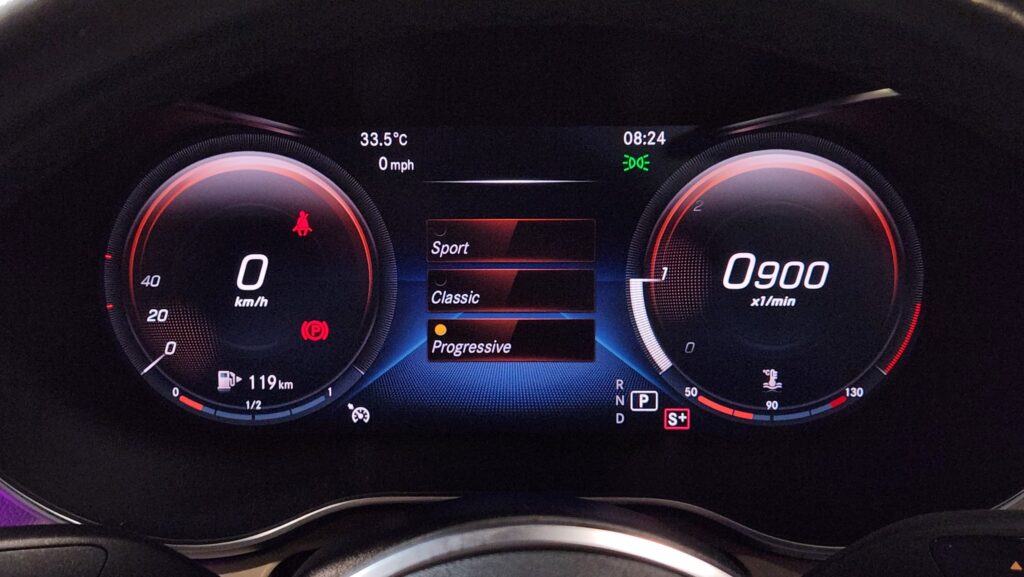 33.5°C
0 mph
08:24
Sport
Classic
Progressive
40
20
0
0
km/h
P
119 km
0
1/2
1
2
1
0
0900
x1/min
°C
50
90
130
R
N
D
P
S+